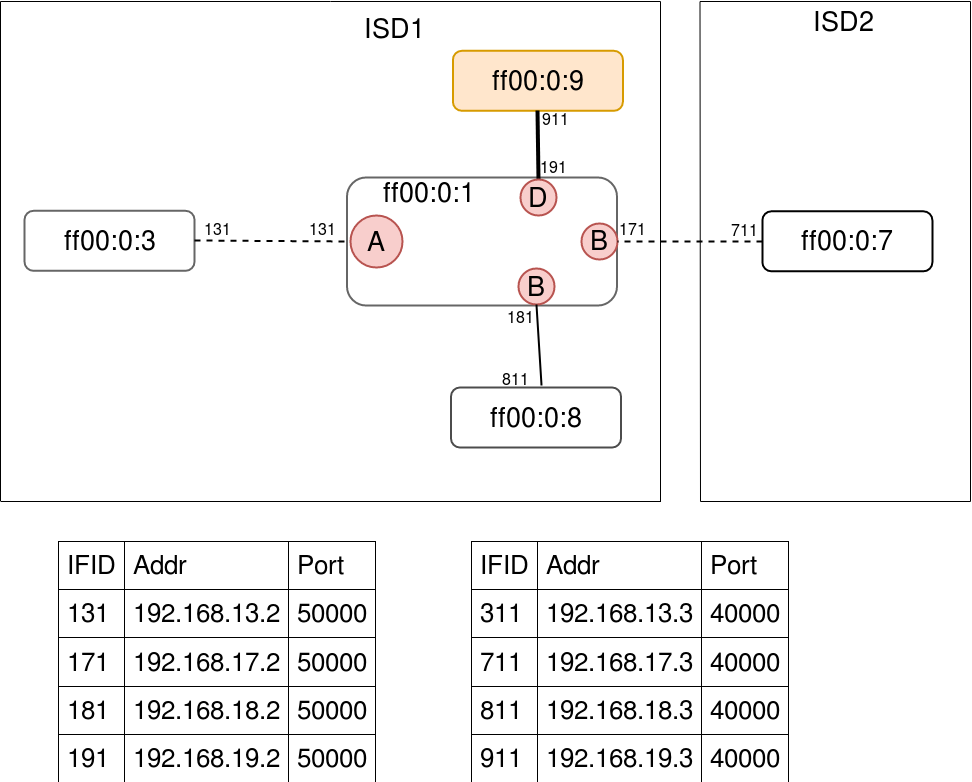 ISD1
ISD2
ff00:0:9
911
191
ff00:0:1
D
ff00:0:3
131
131
A
B
171
711
ff00:0:7
B
181
811
ff00:0:8
IFID Addr Port
131 192.168.13.2 50000
171 192.168.17.2 50000
181 192.168.18.2 50000
191 192.168.19.2 50000
IFID Addr Port
311 192.168.13.3 40000
711 192.168.17.3 40000
811 192.168.18.3 40000
911 192.168.19.3 40000